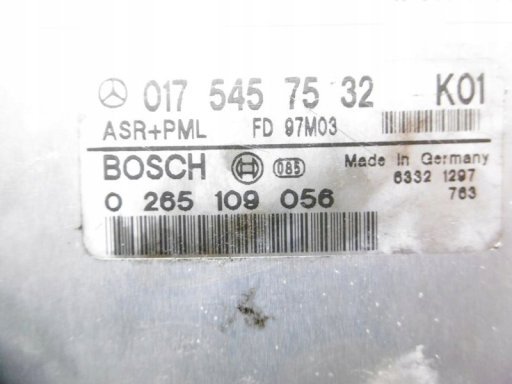 017 545 75 32 K01
ASR+PML FD 97M03
BOSCH 085 Made In Germany
6332 1297
0 265 109 056 763